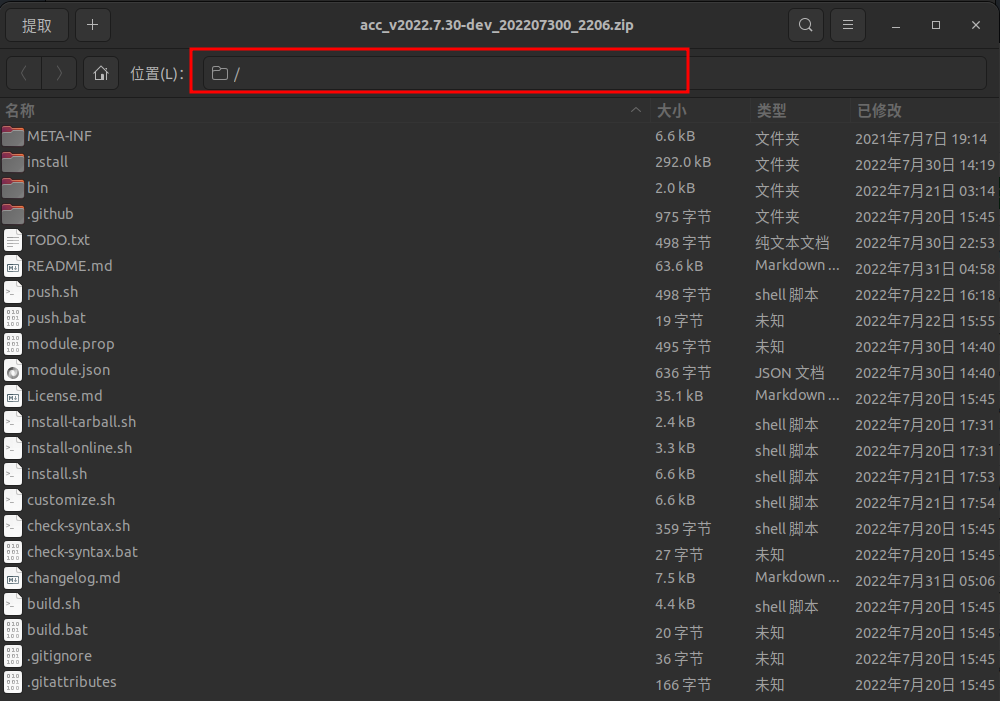 提取 + acc_v2022.7.30-dev_202207300_2206.zip
位置(L)： /
名称 大小 类型 已修改
META-INF 6.6 kB 文件夹 2021年7月7日 19:14
install 292.0 kB 文件夹 2022年7月30日 14:19
bin 2.0 kB 文件夹 2022年7月21日 03:14
.github 975 字节 文件夹 2022年7月20日 15:45
TODO.txt 498 字节 纯文本文档 2022年7月30日 22:53
README.md 63.6 kB Markdown ... 2022年7月31日 04:58
push.sh 498 字节 shell 脚本 2022年7月22日 16:18
push.bat 19 字节 未知 2022年7月22日 15:55
module.prop 495 字节 未知 2022年7月30日 14:40
module.json 636 字节 JSON 文档 2022年7月30日 14:40
License.md 35.1 kB Markdown ... 2022年7月20日 15:45
install-tarball.sh 2.4 kB shell 脚本 2022年7月20日 17:31
install-online.sh 3.3 kB shell 脚本 2022年7月20日 17:31
install.sh 6.6 kB shell 脚本 2022年7月21日 17:53
customize.sh 6.6 kB shell 脚本 2022年7月21日 17:54
check-syntax.sh 359 字节 shell 脚本 2022年7月20日 15:45
check-syntax.bat 27 字节 未知 2022年7月20日 15:45
changelog.md 7.5 kB Markdown ... 2022年7月31日 05:06
build.sh 4.4 kB shell 脚本 2022年7月20日 15:45
build.bat 20 字节 未知 2022年7月20日 15:45
.gitignore 36 字节 未知 2022年7月20日 15:45
.gitattributes 166 字节 未知 2022年7月20日 15:45